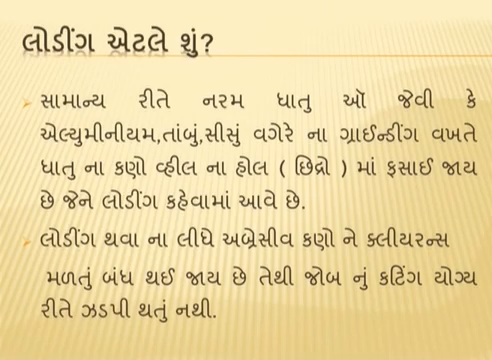 લોડીંગ એટલે શું?
સામાન્ય રીતે નરમ ધાતુ ઓ જેવી કે
એલ્યુમીનીયમ,તાંબું,સીસું વગેરે ના ગ્રાઈન્ડીંગ વખતે
ધાતુ ના કણો વ્હીલ ના હોલ ( છિદ્રો ) માં ફસાઈ જાય
છે જેને લોડીંગ કહેવામાં આવે છે.
લોડીંગ થવા ના લીધે અબ્રેસીવ કણો ને ક્લીયરન્સ
મળતું બંધ થઈ જાય છે તેથી જોબ નું કટિંગ યોગ્ય
રીતે ઝડપી થતું નથી.